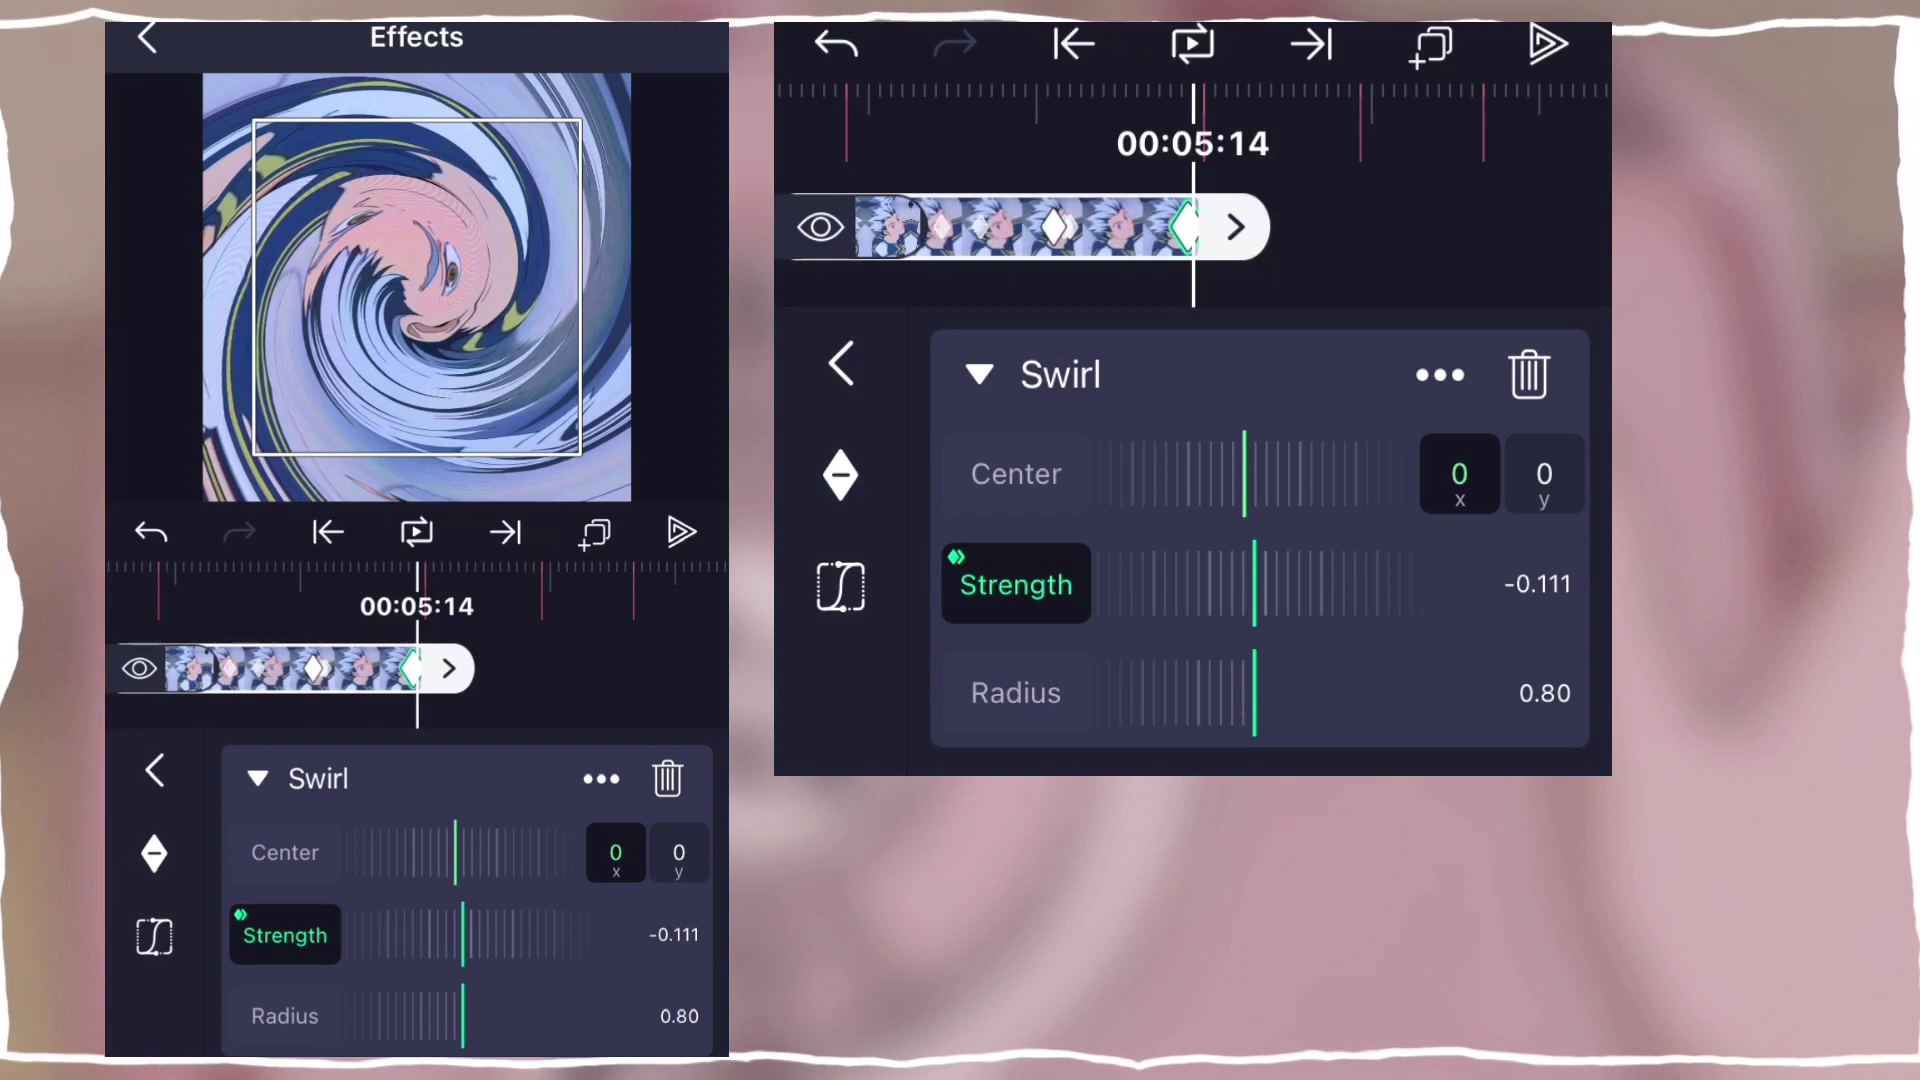 Effects
00:05:14
Swirl
Center 0 x 0 y
Strength -0.111
Radius 0.80
00:05:14
Swirl
Center 0 x 0 y
Strength -0.111
Radius 0.80